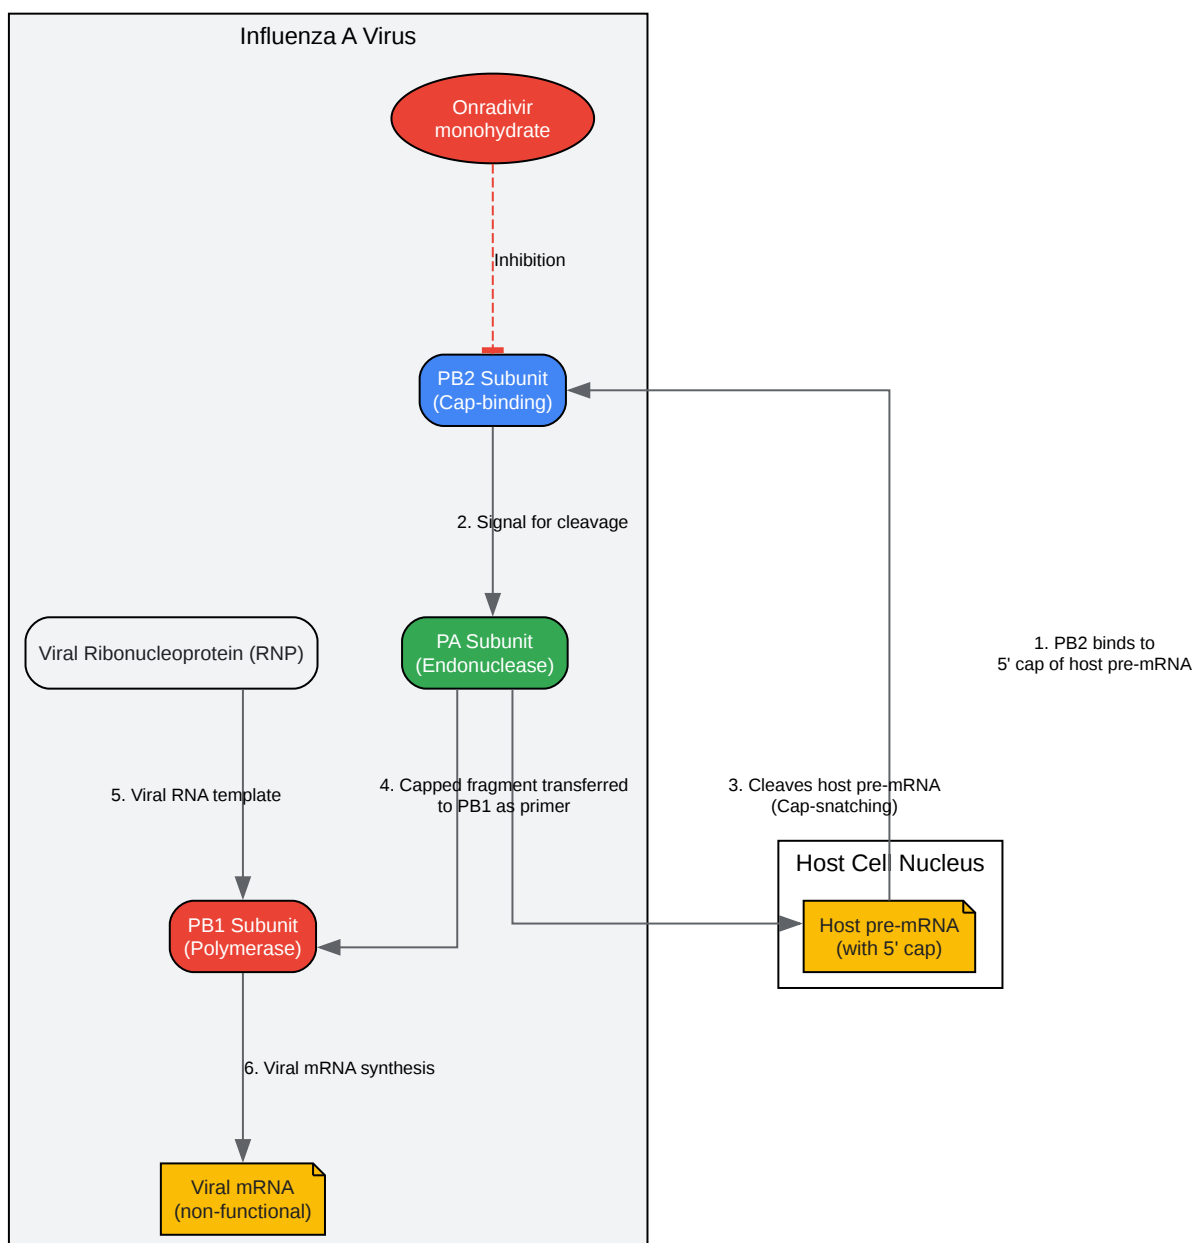 Influenza A Virus
Onradivir
monohydrate
Inhibition
PB2 Subunit
(Cap-binding)
2. Signal for cleavage
Viral Ribonucleoprotein (RNP)
PA Subunit
(Endonuclease)
1. PB2 binds to
5' cap of host pre-mRNA
5. Viral RNA template
4. Capped fragment transferred
to PB1 as primer
3. Cleaves host pre-mRNA
(Cap-snatching)
Host Cell Nucleus
PB1 Subunit
(Polymerase)
Host pre-mRNA
(with 5' cap)
6. Viral mRNA synthesis
Viral mRNA
(non-functional)